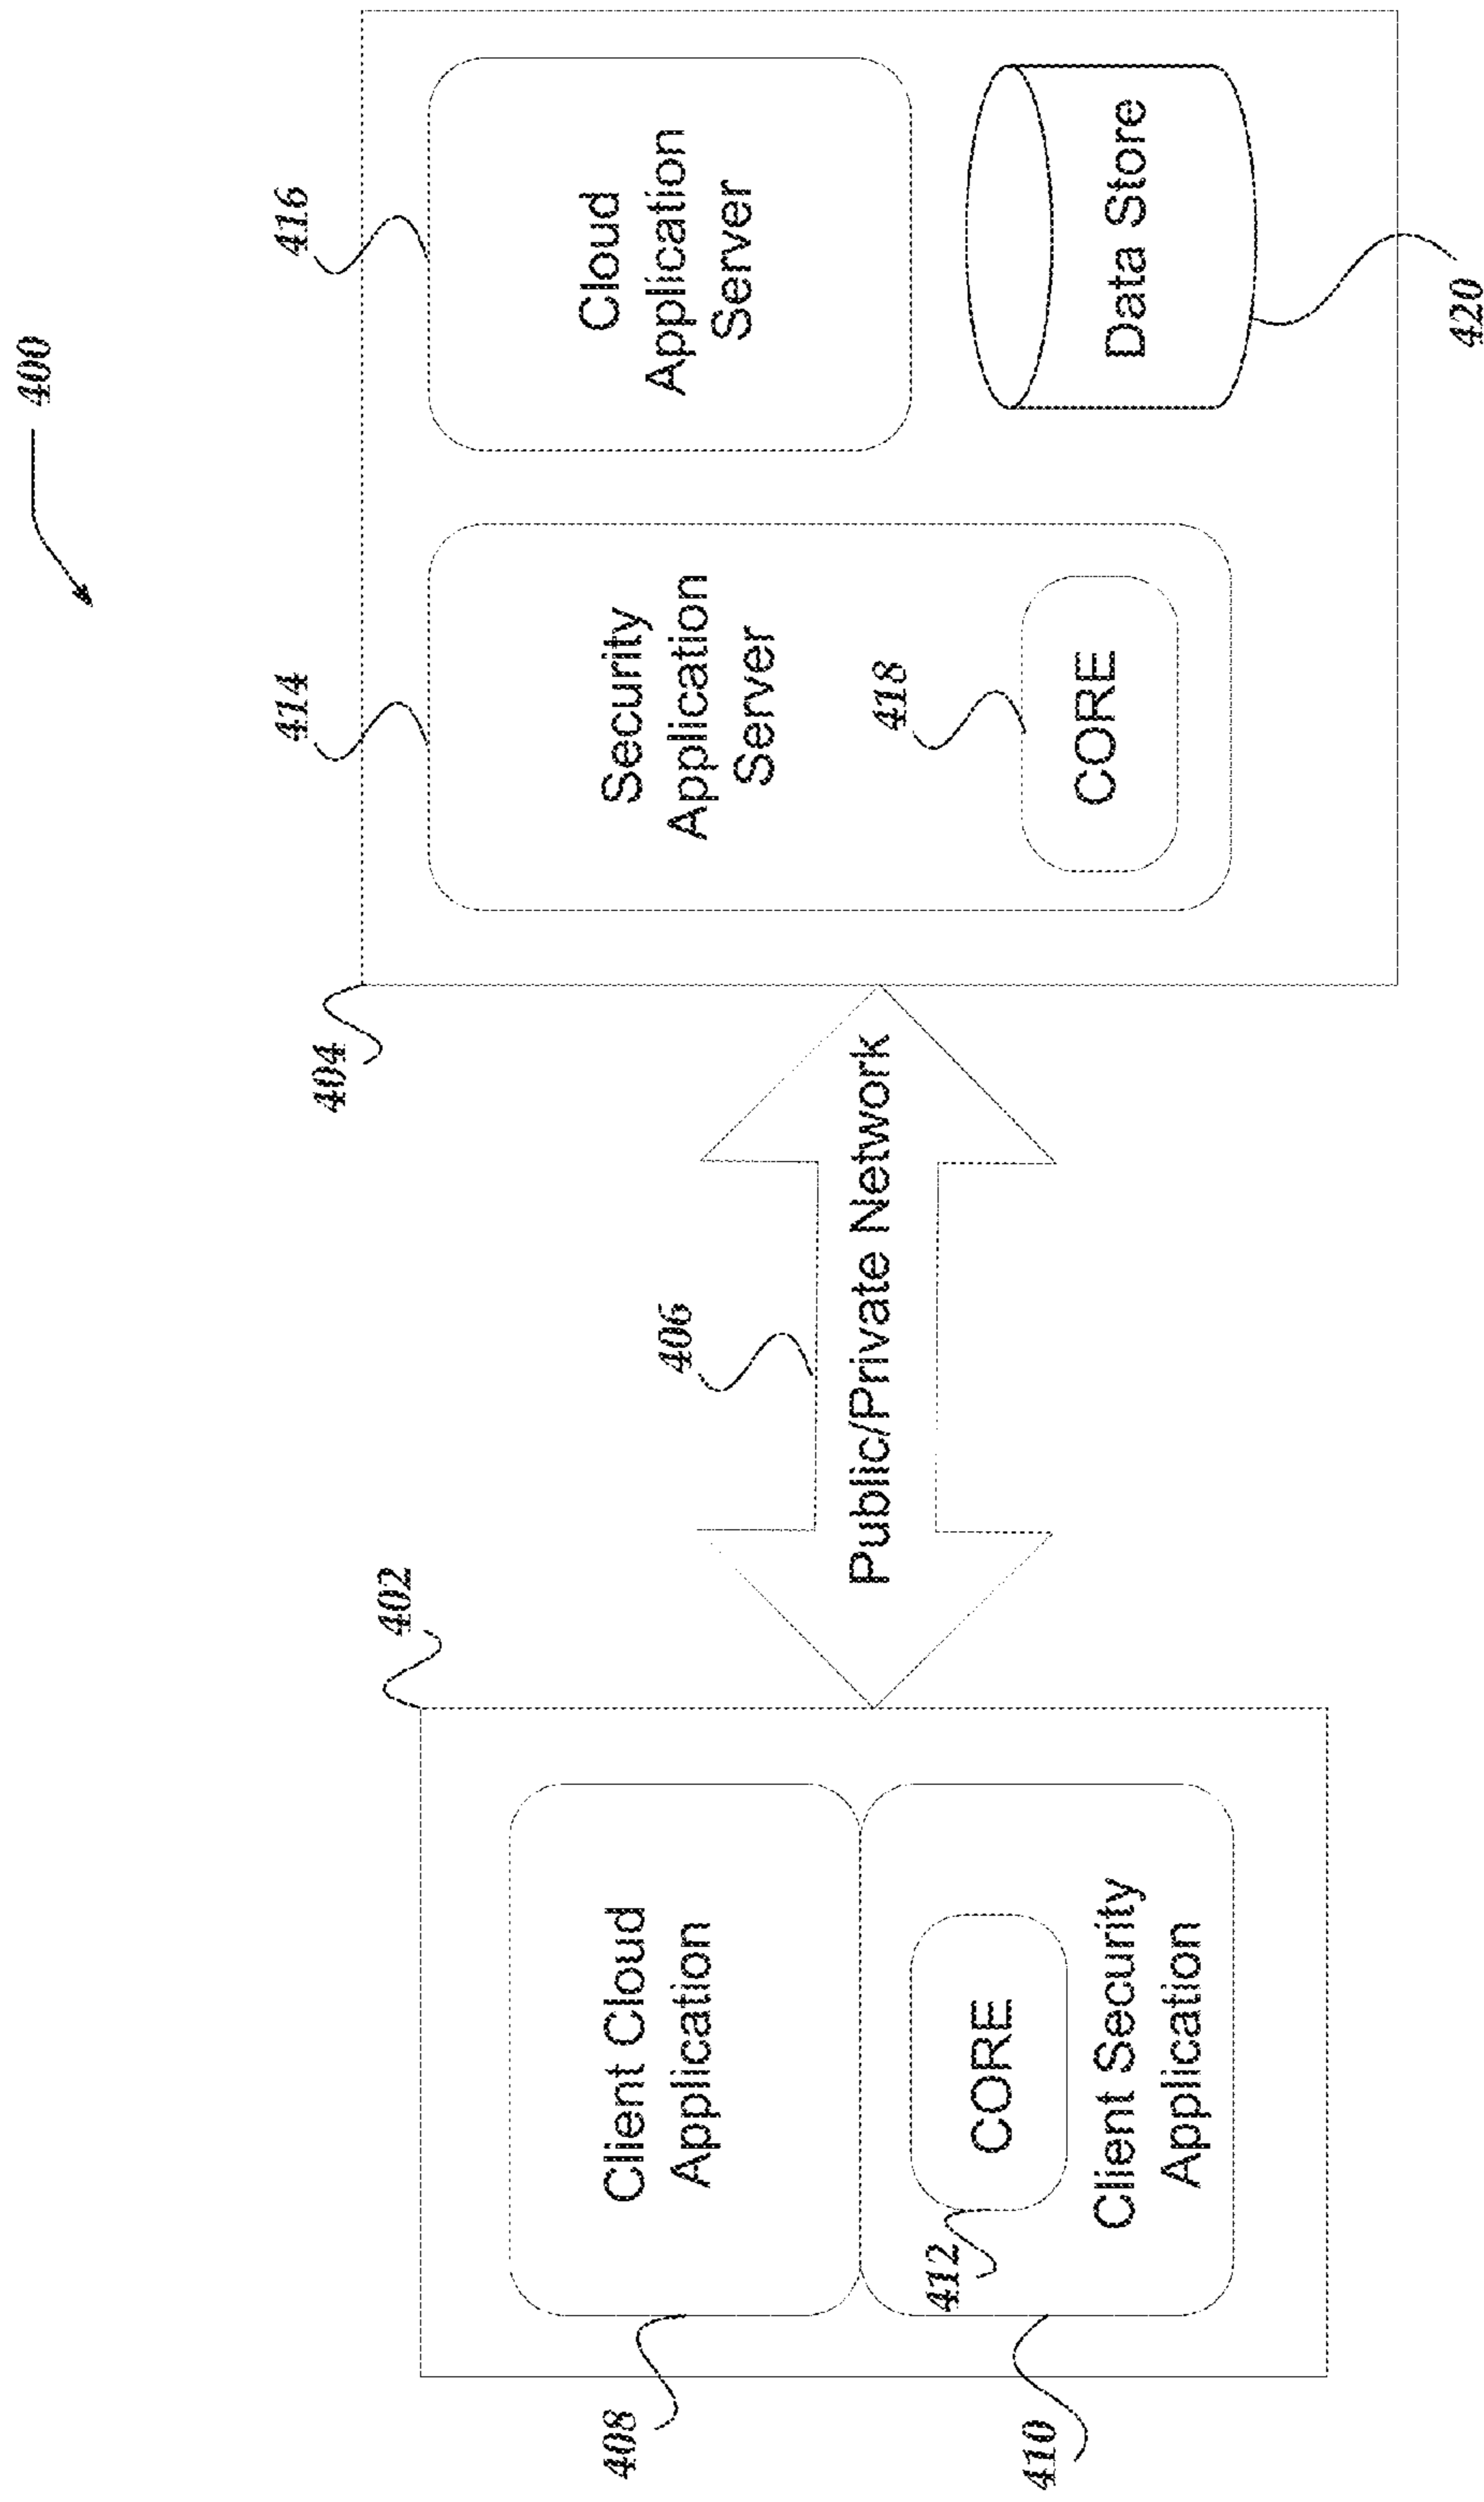 400
402
Client Cloud
Application
408
CORE
412
Client Security
Application
410
406
Public/Private Network
404
414
Security
Application
Server
418
CORE
416
Cloud
Application
Server
Data Store
420